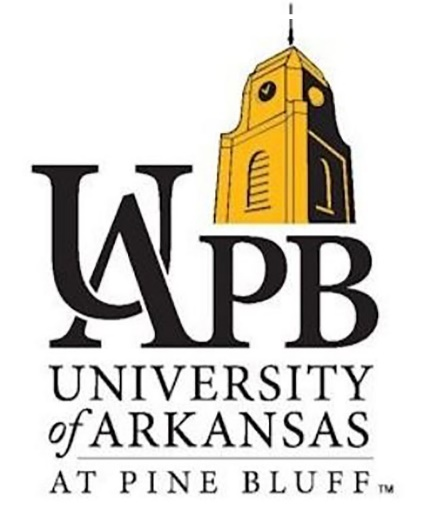 UAPB
UNIVERSITY
of ARKANSAS
AT PINE BLUFF™